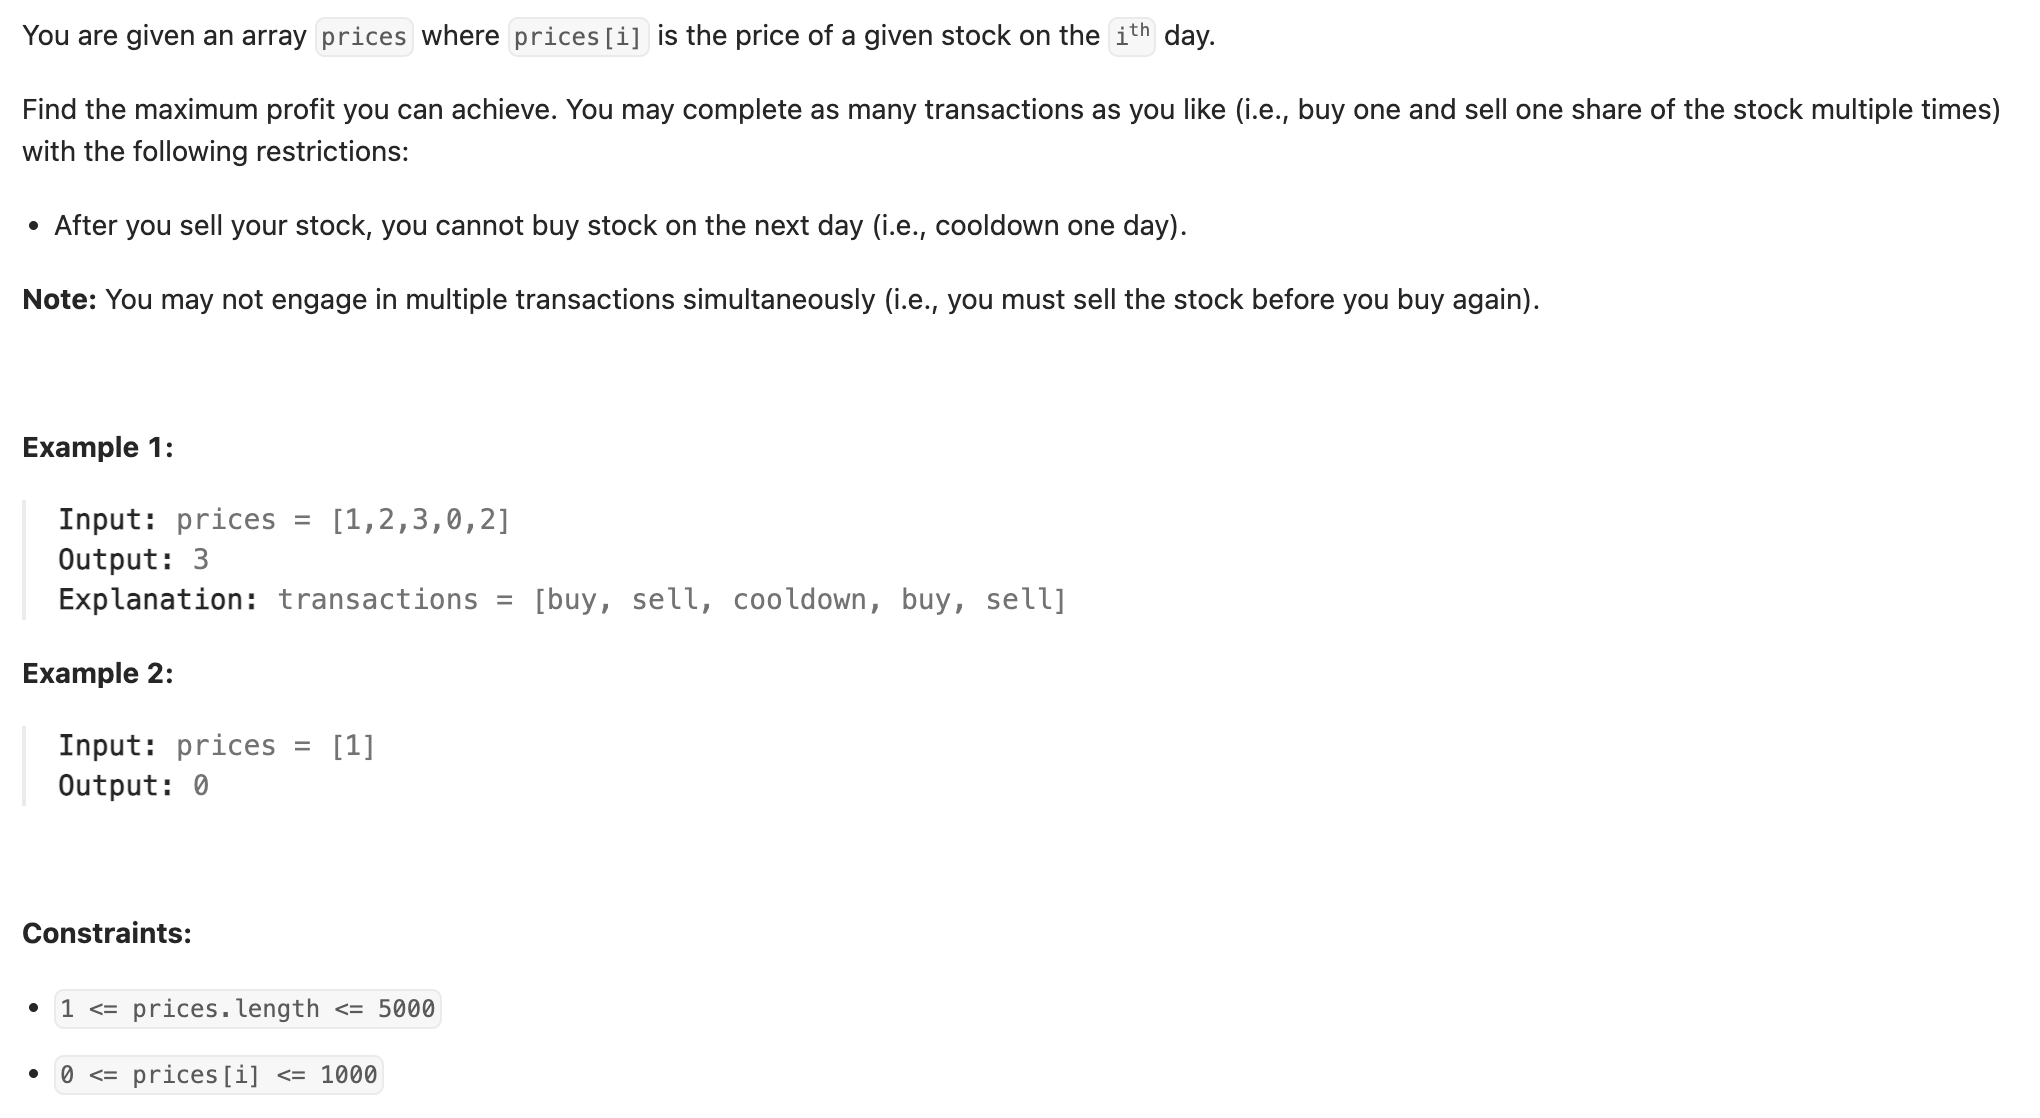 You are given an array prices where prices[i] is the price of a given stock on the ith day.
Find the maximum profit you can achieve. You may complete as many transactions as you like (i.e., buy one and sell one share of the stock multiple times)
with the following restrictions:
• After you sell your stock, you cannot buy stock on the next day (i.e., cooldown one day).
Note: You may not engage in multiple transactions simultaneously (i.e., you must sell the stock before you buy again).
Example 1:
Input: prices = [1,2,3,0,2]
Output: 3
Explanation: transactions = [buy, sell, cooldown, buy, sell]
Example 2:
Input: prices = [1]
Output: 0
Constraints:
• 1 <= prices.length <= 5000
• 0 <= prices[i] <= 1000